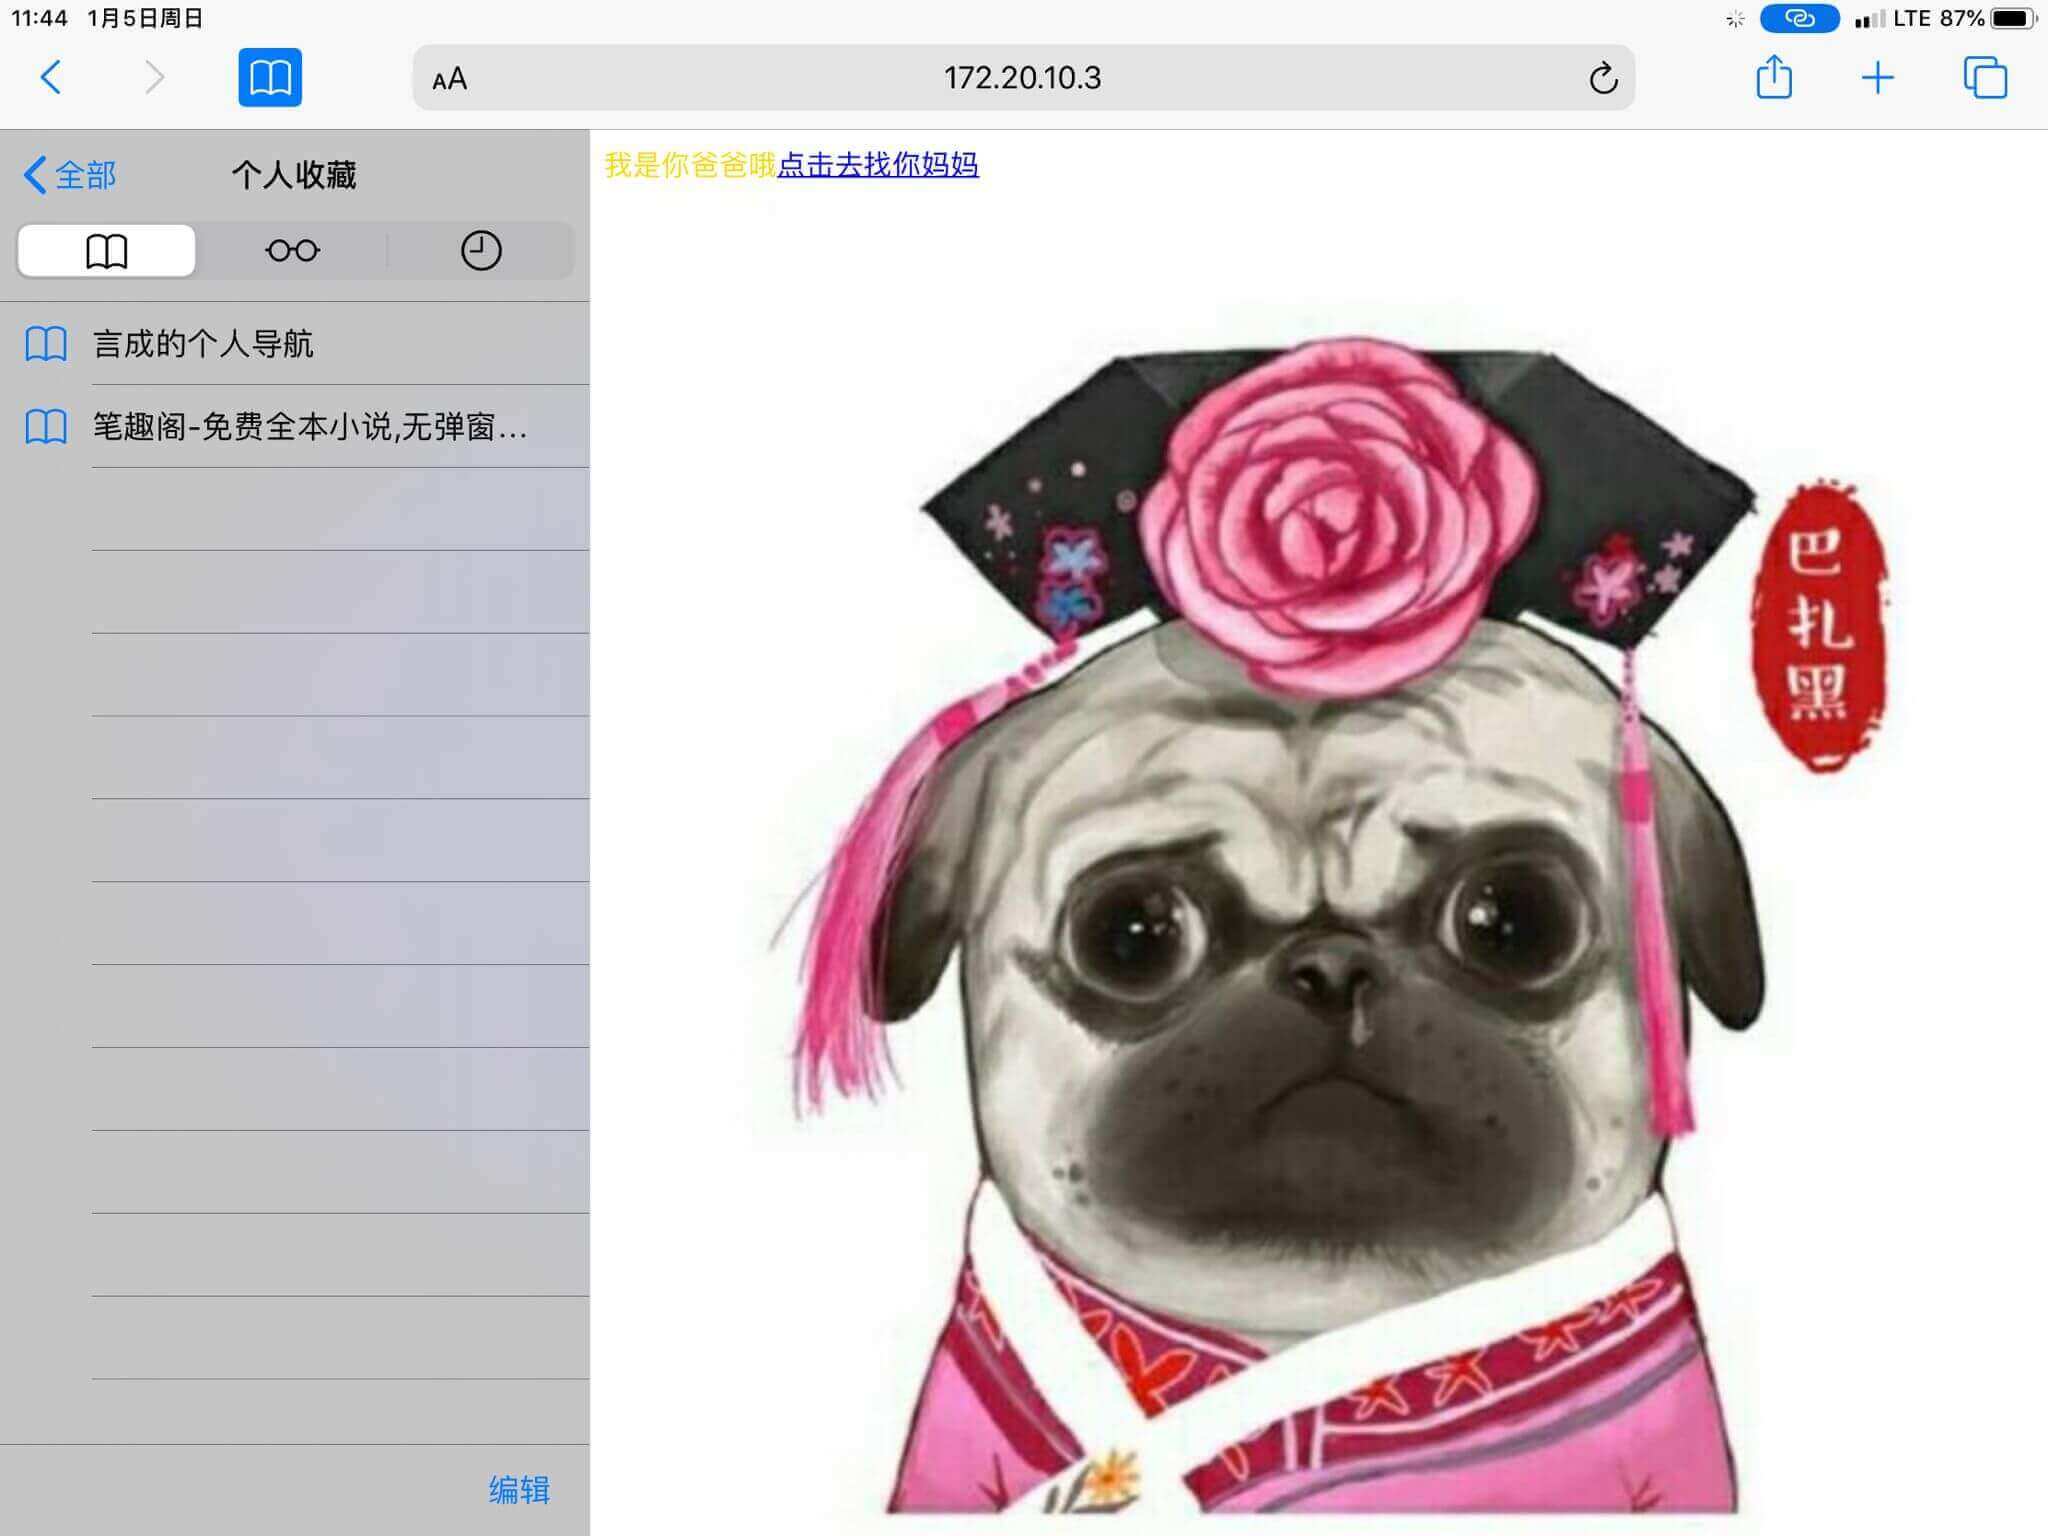 11:44 1月5日周日
LTE 87%
AA 172.20.10.3
全部 个人收藏
言成的个人导航
笔趣阁-免费全本小说,无弹窗...
编辑
我是你爸爸哦点击去找你妈妈
巴扎黑